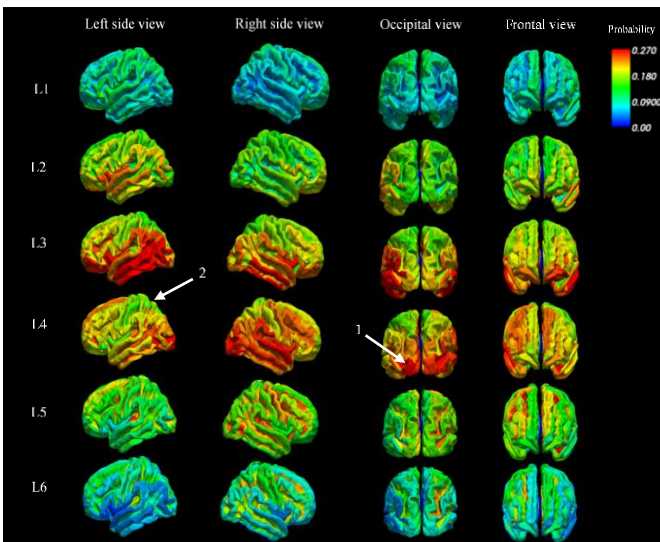 Left side view
Right side view
Occipital view
Frontal view
Probability
0.270
0.180
0.0900
0.00
L1
L2
L3
2
L4
1
L5
L6